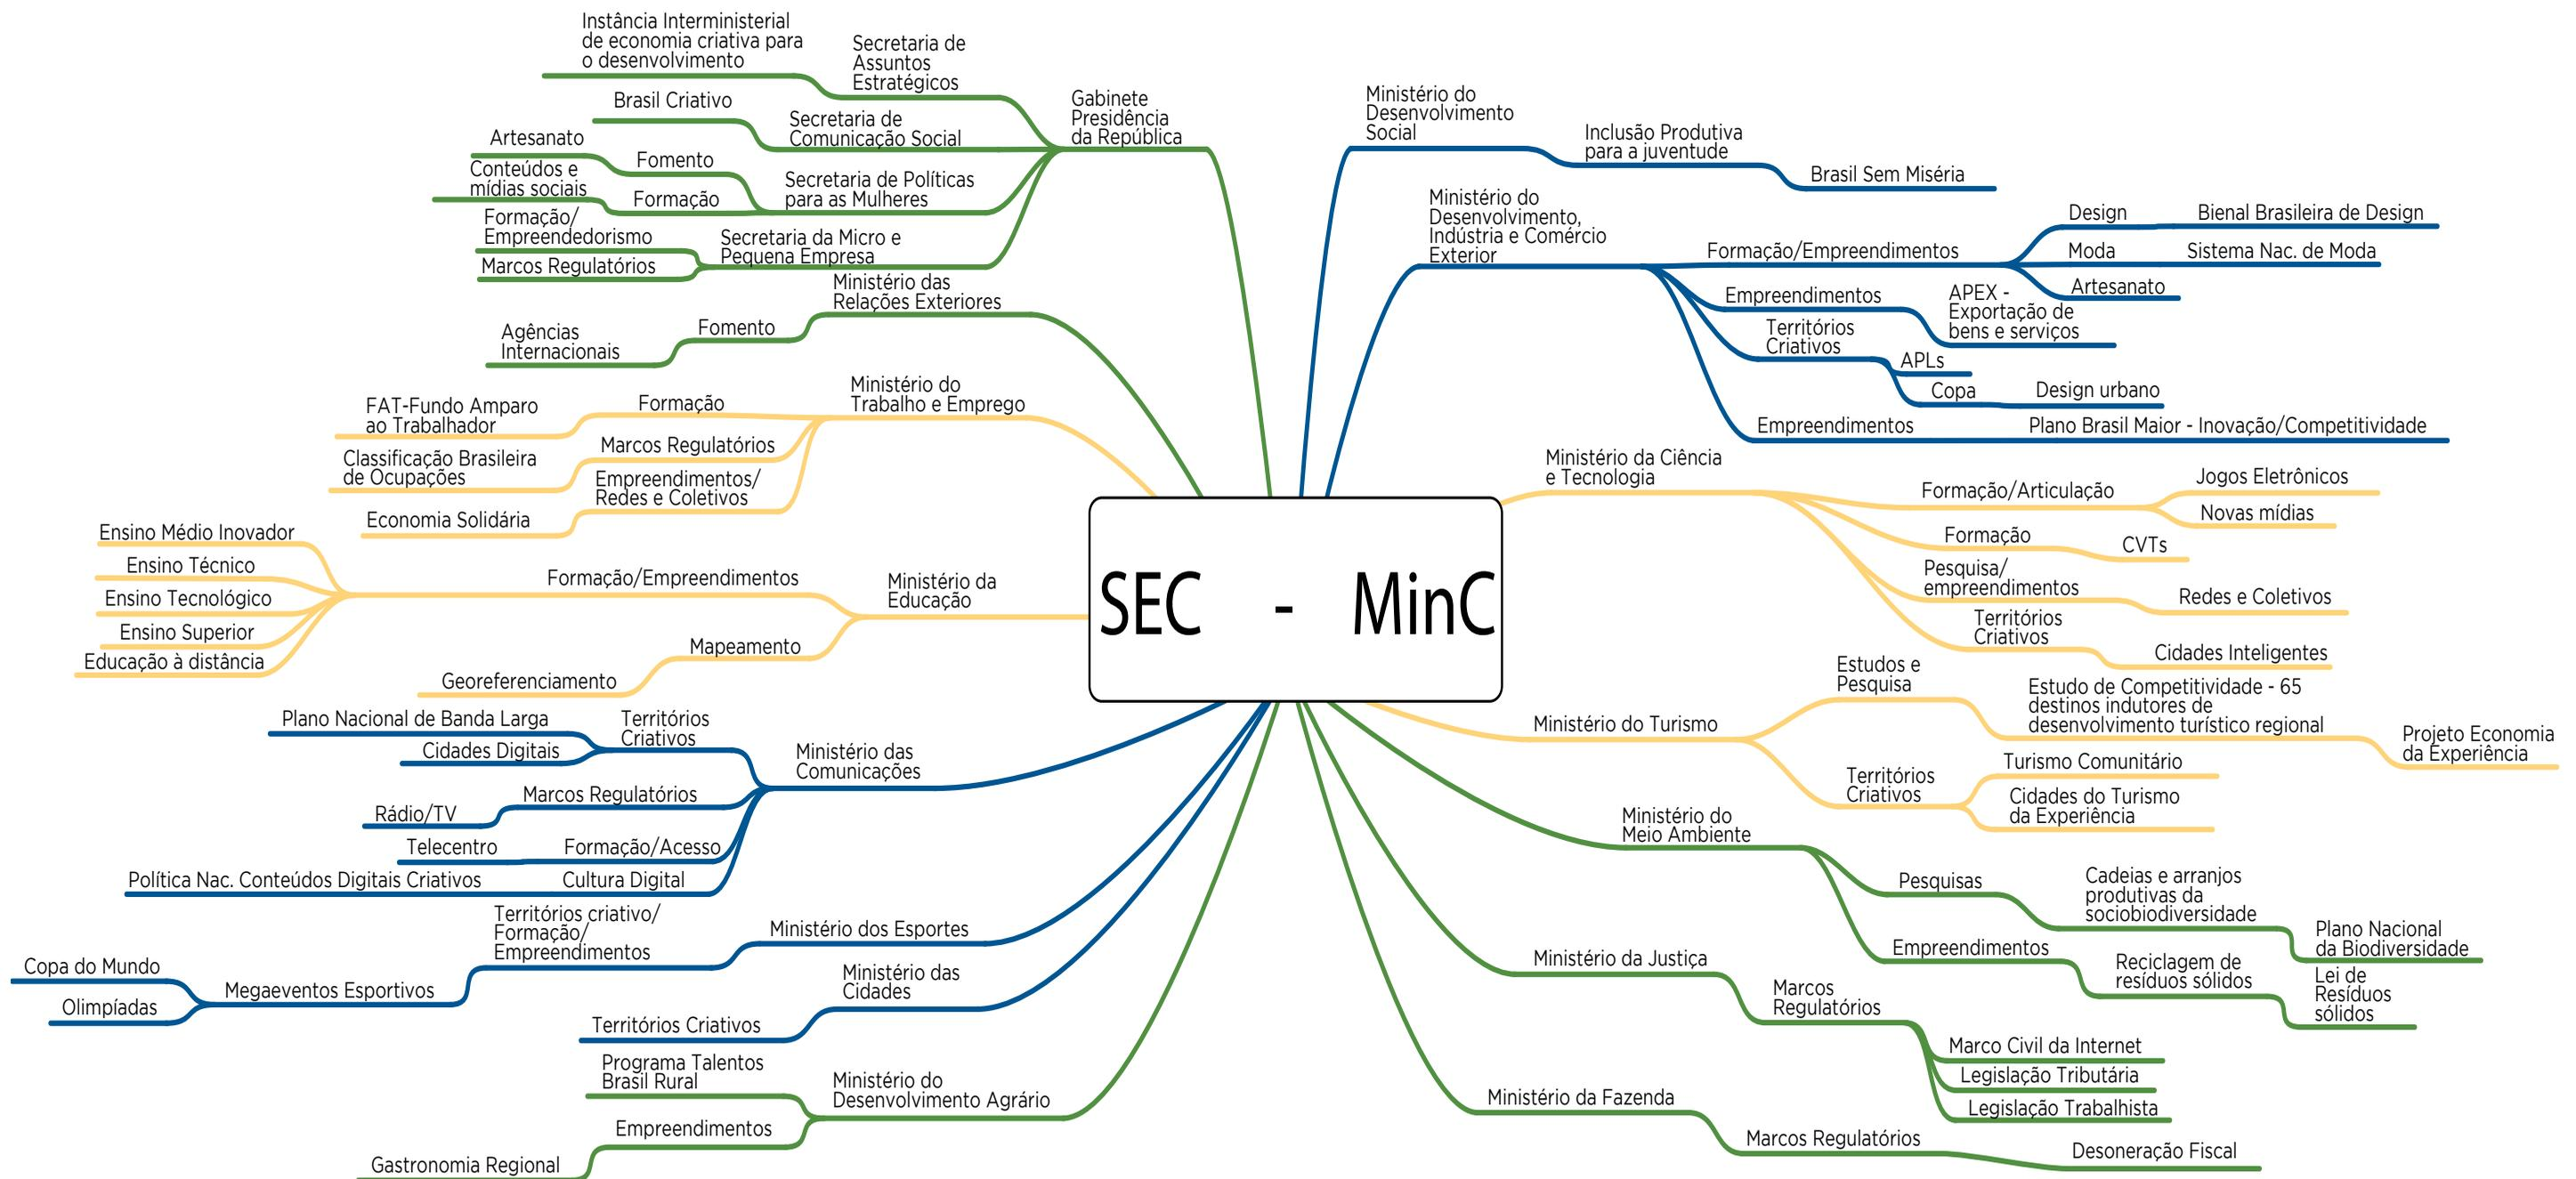 Instância Interministerial
de economia criativa para
o desenvolvimento
Secretaria de
Assuntos
Estratégicos
Brasil Criativo
Secretaria de
Comunicação Social
Gabinete
Presidência
da República
Artesanato
Fomento
Conteúdos e
mídias sociais
Formação
Secretaria de Políticas
para as Mulheres
Formação/
Empreendedorismo
Marcos Regulatórios
Secretaria da Micro e
Pequena Empresa
Ministério das
Relações Exteriores
Fomento
Agências
Internacionais
Ministério do
Trabalho e Emprego
Formação
FAT-Fundo Amparo
ao Trabalhador
Marcos Regulatórios
Classificação Brasileira
de Ocupações
Empreendimentos/
Redes e Coletivos
Economia Solidária
Ensino Médio Inovador
Ensino Técnico
Ensino Tecnológico
Ensino Superior
Educação à distância
Formação/Empreendimentos
Ministério da
Educação
Mapeamento
Georeferenciamento
Plano Nacional de Banda Larga
Cidades Digitais
Territórios
Criativos
Ministério das
Comunicações
Marcos Regulatórios
Rádio/TV
Telecentro
Formação/Acesso
Política Nac. Conteúdos Digitais Criativos
Cultura Digital
Territórios criativo/
Formação/
Empreendimentos
Ministério dos Esportes
Copa do Mundo
Olimpíadas
Megaeventos Esportivos
Ministério das
Cidades
Territórios Criativos
Programa Talentos
Brasil Rural
Ministério do
Desenvolvimento Agrário
Empreendimentos
Gastronomia Regional
SEC - MinC
Ministério do
Desenvolvimento
Social
Inclusão Produtiva
para a juventude
Brasil Sem Miséria
Ministério do
Desenvolvimento,
Indústria e Comércio
Exterior
Formação/Empreendimentos
Design
Bienal Brasileira de Design
Moda
Sistema Nac. de Moda
Artesanato
Empreendimentos
APEX -
Exportação de
bens e serviços
Territórios
Criativos
APLs
Copa
Design urbano
Empreendimentos
Plano Brasil Maior - Inovação/Competitividade
Ministério da Ciência
e Tecnologia
Formação/Articulação
Jogos Eletrônicos
Novas mídias
Formação
CVTs
Pesquisa/
empreendimentos
Redes e Coletivos
Territórios
Criativos
Cidades Inteligentes
Ministério do Turismo
Estudos e
Pesquisa
Estudo de Competitividade - 65
destinos indutores de
desenvolvimento turístico regional
Projeto Economia
da Experiência
Territórios
Criativos
Turismo Comunitário
Cidades do Turismo
da Experiência
Ministério do
Meio Ambiente
Pesquisas
Cadeias e arranjos
produtivas da
sociobiodiversidade
Plano Nacional
da Biodiversidade
Empreendimentos
Reciclagem de
resíduos sólidos
Lei de
Resíduos
sólidos
Ministério da Justiça
Marcos
Regulatórios
Marco Civil da Internet
Legislação Tributária
Legislação Trabalhista
Ministério da Fazenda
Marcos Regulatórios
Desoneração Fiscal